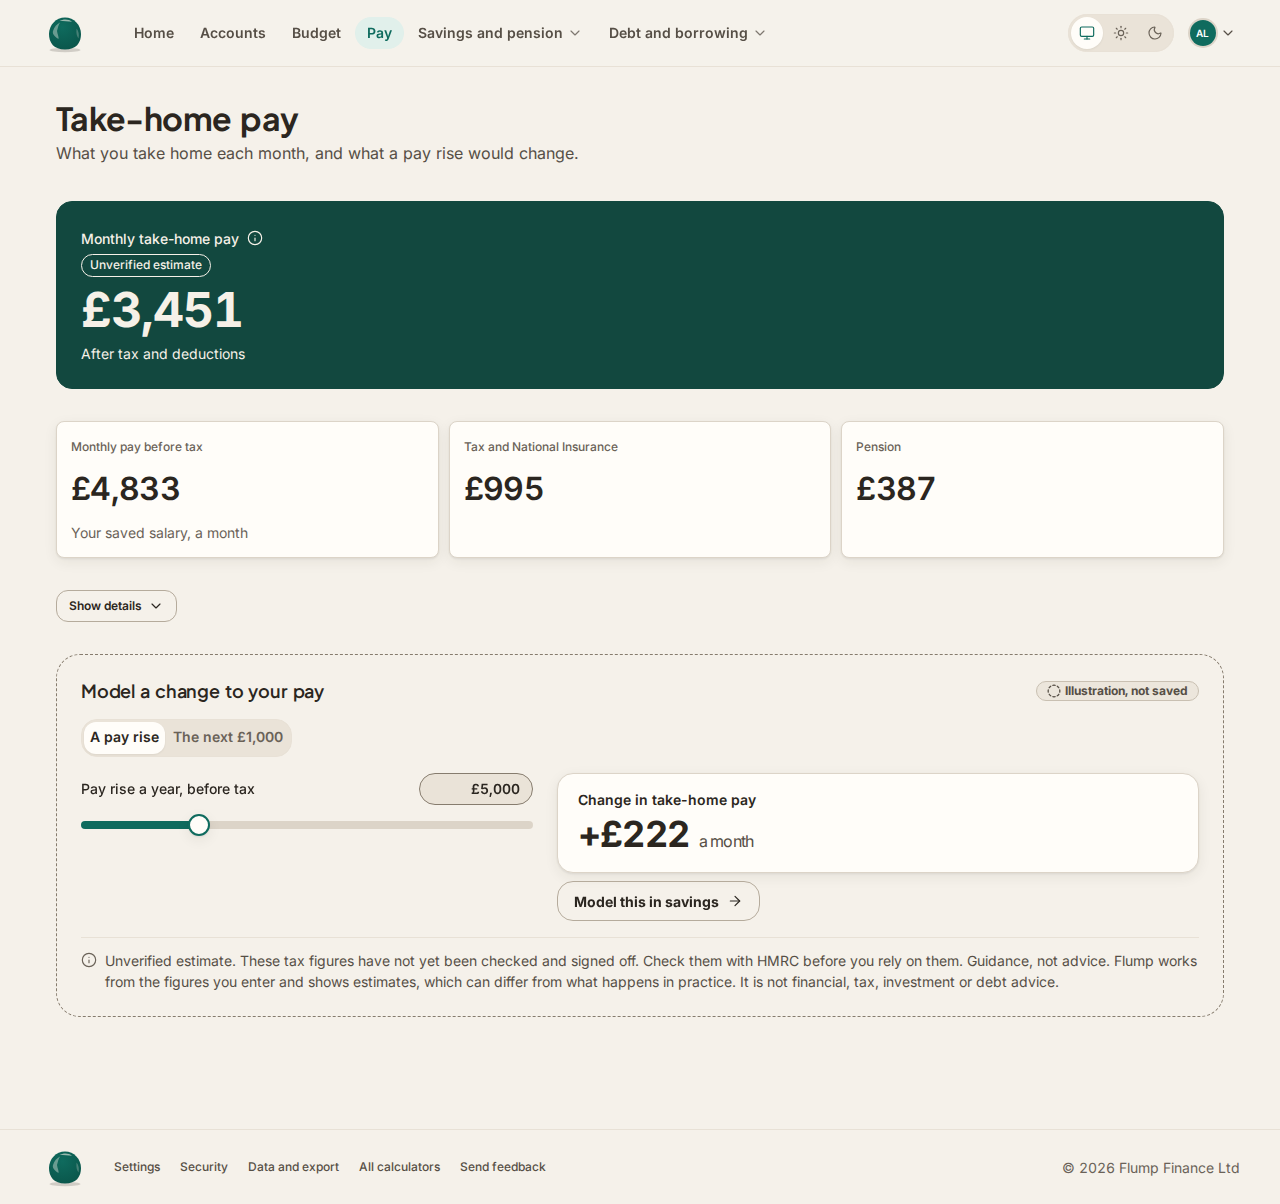 Home
Accounts
Budget
Pay
Savings and pension
Debt and borrowing
AL
Take-home pay
What you take home each month, and what a pay rise would change.
Monthly take-home pay
Unverified estimate
£3,451
After tax and deductions
Monthly pay before tax
£4,833
Your saved salary, a month
Tax and National Insurance
£995
Pension
£387
Show details
Model a change to your pay
Illustration, not saved
A pay rise
The next £1,000
Pay rise a year, before tax
£5,000
Change in take-home pay
+£222 a month
Model this in savings
Unverified estimate. These tax figures have not yet been checked and signed off. Check them with HMRC before you rely on them. Guidance, not advice. Flump works
from the figures you enter and shows estimates, which can differ from what happens in practice. It is not financial, tax, investment or debt advice.
Settings
Security
Data and export
All calculators
Send feedback
© 2026 Flump Finance Ltd